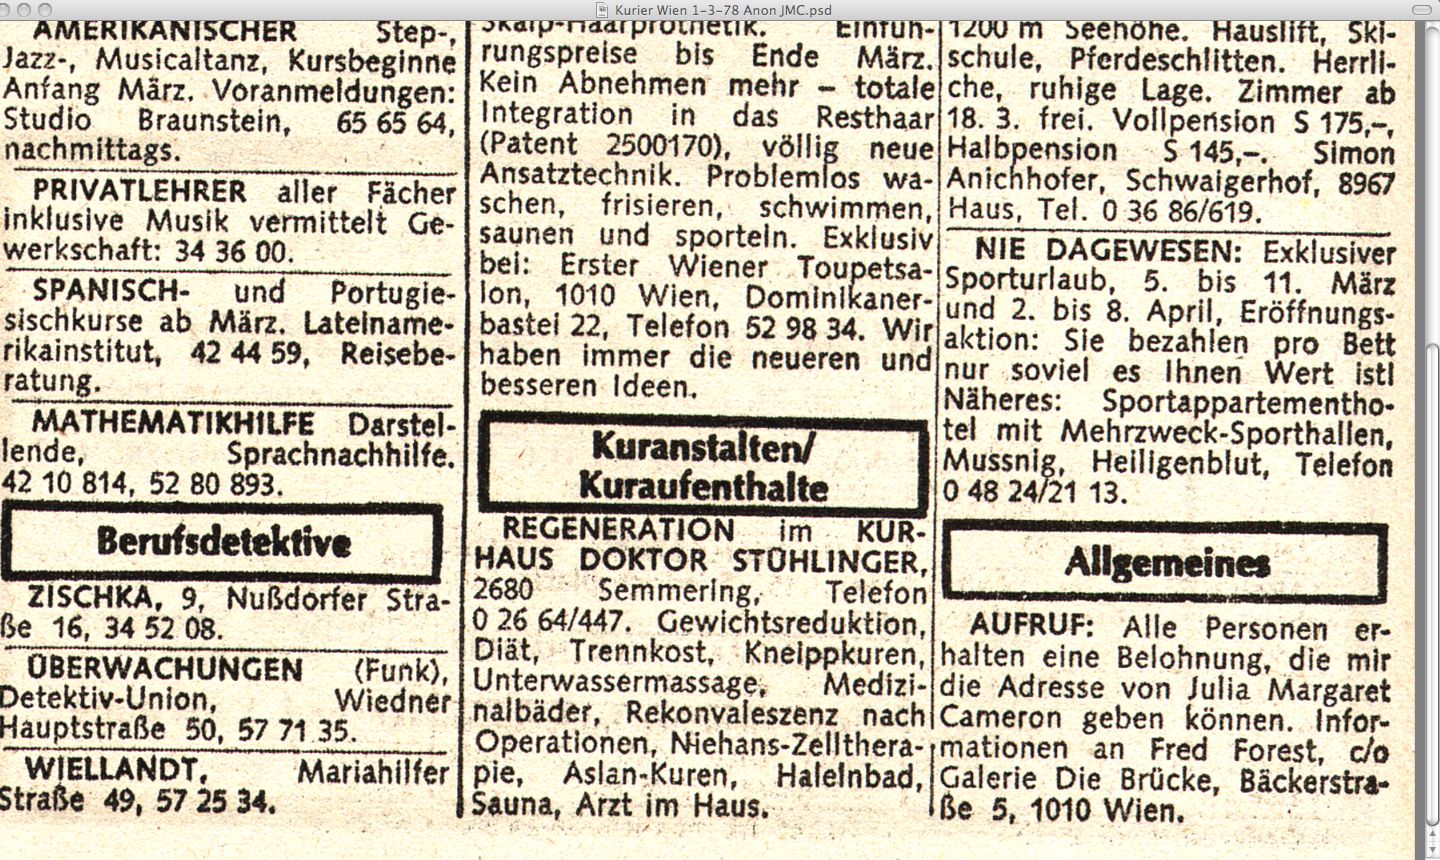 Kurier Wien 1-3-78 Anon JMC.psd
AMERIKANISCHER Step-,
Jazz-, Musicaltanz, Kursbeginne
Anfang März. Voranmeldungen:
Studio Braunstein, 65 65 64,
nachmittags.
PRIVATLEHRER aller Fächer
inklusive Musik vermittelt Ge-
werkschaft: 34 36 00.
SPANISCH- und Portugie-
sischkurse ab März. Lateiname-
rikainstitut, 42 44 59, Reisebe-
ratung.
MATHEMATIKHILFE Darstel-
lende, Sprachnachhilfe.
42 10 814, 52 80 893.
Berufsdetektive
ZISCHKA, 9, Nußdorfer Stra-
ße 16, 34 52 08.
ÜBERWACHUNGEN (Funk),
Detektiv-Union, Wiedner
Hauptstraße 50, 57 71 35.
WIELLANDT, Mariahilfer
Straße 49, 57 25 34.
Skalp-Haarprothetik. Einfüh-
rungspreise bis Ende März.
Kein Abnehmen mehr – totale
Integration in das Resthaar
(Patent 2500170), völlig neue
Ansatztechnik. Problemlos wa-
schen, frisieren, schwimmen,
saunen und sporteln. Exklusiv
bei: Erster Wiener Toupetsa-
lon, 1010 Wien, Dominikaner-
bastei 22, Telefon 52 98 34. Wir
haben immer die neueren und
besseren Ideen.
Kuranstalten/
Kuraufenthalte
REGENERATION im KUR-
HAUS DOKTOR STÜHLINGER,
2680 Semmering, Telefon
0 26 64/447. Gewichtsreduktion,
Diät, Trennkost, Kneippkuren,
Unterwassermassage, Medizi-
nalbäder, Rekonvaleszenz nach
Operationen, Niehans-Zellthera-
pie, Aslan-Kuren, Haleinbad,
Sauna, Arzt im Haus.
1200 m Seehöhe. Hauslift, Ski-
schule, Pferdeschlitten. Herrli-
che, ruhige Lage. Zimmer ab
18. 3. frei. Vollpension S 175,–,
Halbpension S 145,–. Simon
Anichhofer, Schwaigerhof, 8967
Haus, Tel. 0 36 86/619.
NIE DAGEWESEN: Exklusiver
Sporturlaub, 5. bis 11. März
und 2. bis 8. April, Eröffnungs-
aktion: Sie bezahlen pro Bett
nur soviel es Ihnen Wert ist!
Näheres: Sportappartementho-
tel mit Mehrzweck-Sporthallen,
Mussnig, Heiligenblut, Telefon
0 48 24/21 13.
Allgemeines
AUFRUF: Alle Personen er-
halten eine Belohnung, die mir
die Adresse von Julia Margaret
Cameron geben können. Infor-
mationen an Fred Forest, c/o
Galerie Die Brücke, Bäckerstra-
ße 5, 1010 Wien.